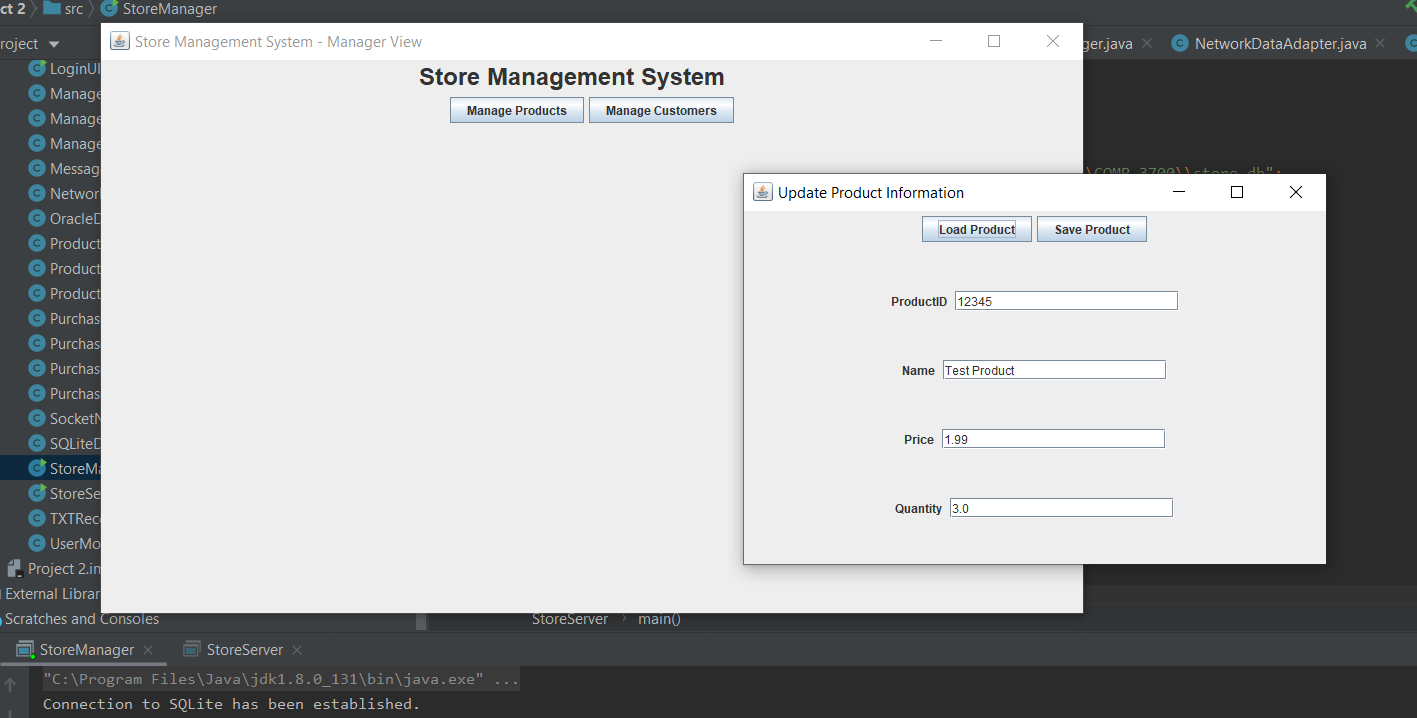 ct 2 src StoreManager
Store Management System - Manager View
ger.java NetworkDataAdapter.java
roject
Store Management System
Manage Products Manage Customers
LoginUI
Manage
Manage
Manage
Messag
Network
OracleD
Product
Product
Product
Purchas
Purchas
Purchas
Purchas
SocketN
SQLiteD
StoreMa
StoreSe
TXTRece
UserMo
Project 2.im
External Librar
Scratches and Consoles
\COMP 3700\\store.db";
Update Product Information
Load Product Save Product
ProductID 12345
Name Test Product
Price 1.99
Quantity 3.0
StoreServer main()
StoreManager StoreServer
"C:\Program Files\Java\jdk1.8.0_131\bin\java.exe" ...
Connection to SQLite has been established.